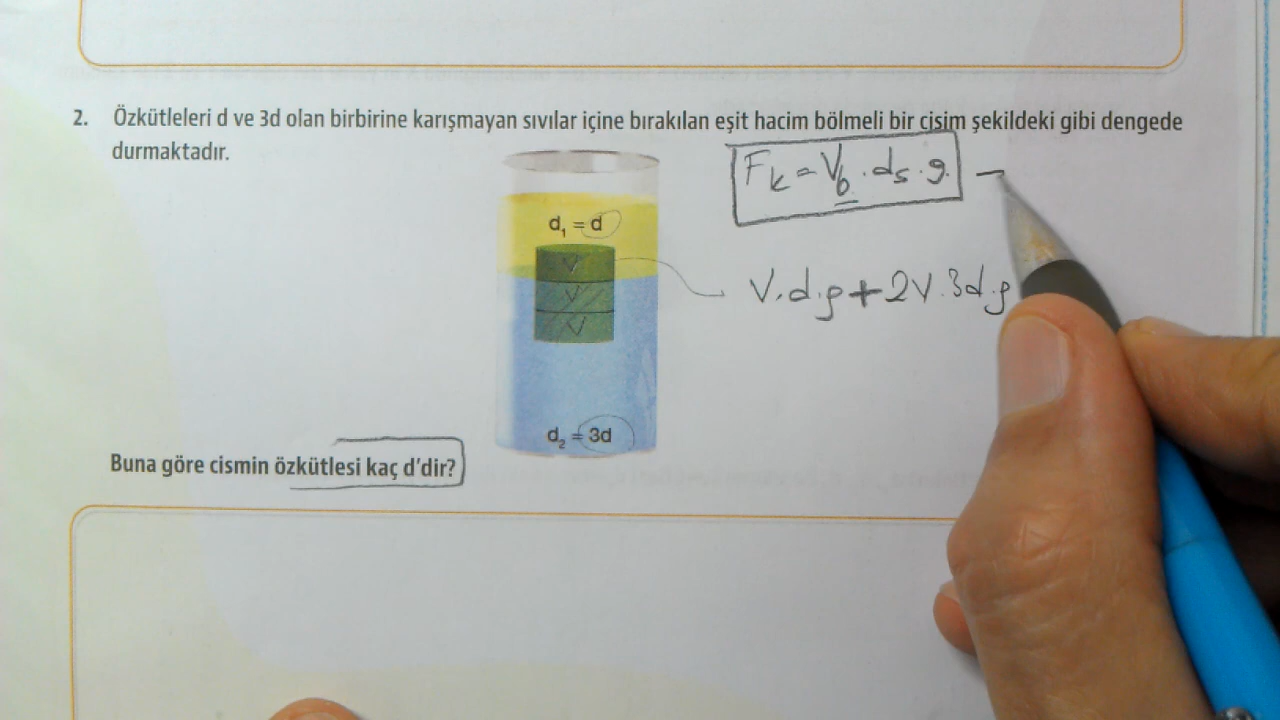 2. Özkütleleri d ve 3d olan birbirine karışmayan sıvılar içine bırakılan eşit hacim bölmeli bir cisim şekildeki gibi dengede
durmaktadır.
Fk = Vb . ds . g
d1 = d
V
V
V
V.d.g + 2V.3d.g
d2 = 3d
Buna göre cismin özkütlesi kaç d'dir?